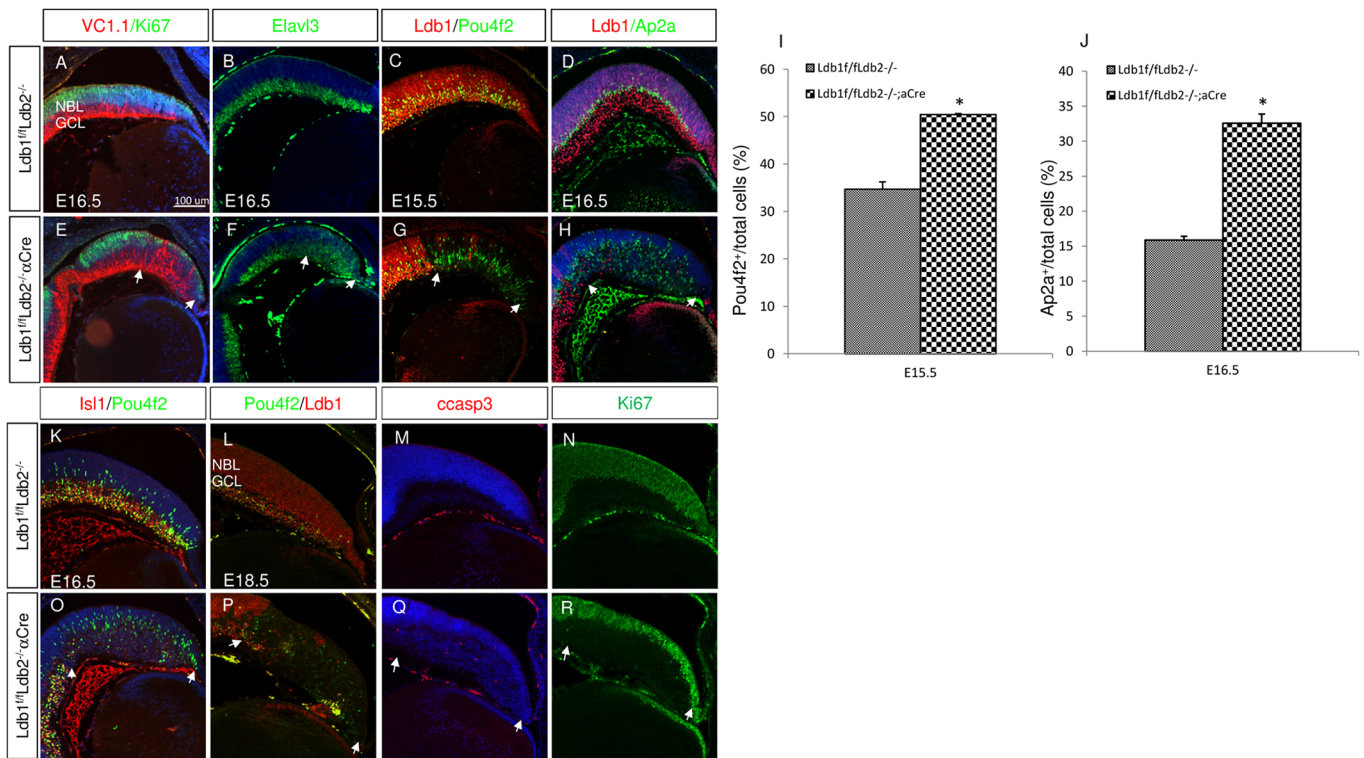 VC1.1/Ki67
Elavl3
Ldb1/Pou4f2
Ldb1/Ap2a
Ldb1f/fLdb2-/-
A
NBL
GCL
E16.5
100 um
B
E16.5
C
E15.5
D
E16.5
Ldb1f/fLdb2-/-αCre
E
F
G
H
I
Pou4f2+/total cells (%)
60
50
40
30
20
10
0
Ldb1f/fLdb2-/-
Ldb1f/fLdb2-/-;aCre
*
E15.5
J
Ap2a+/total cells (%)
40
35
30
25
20
15
10
5
0
Ldb1f/fLdb2-/-
Ldb1f/fLdb2-/-;aCre
*
E16.5
Isl1/Pou4f2
Pou4f2/Ldb1
ccasp3
Ki67
Ldb1f/fLdb2-/-
K
E16.5
L
NBL
GCL
E18.5
M
N
Ldb1f/fLdb2-/-αCre
O
P
Q
R